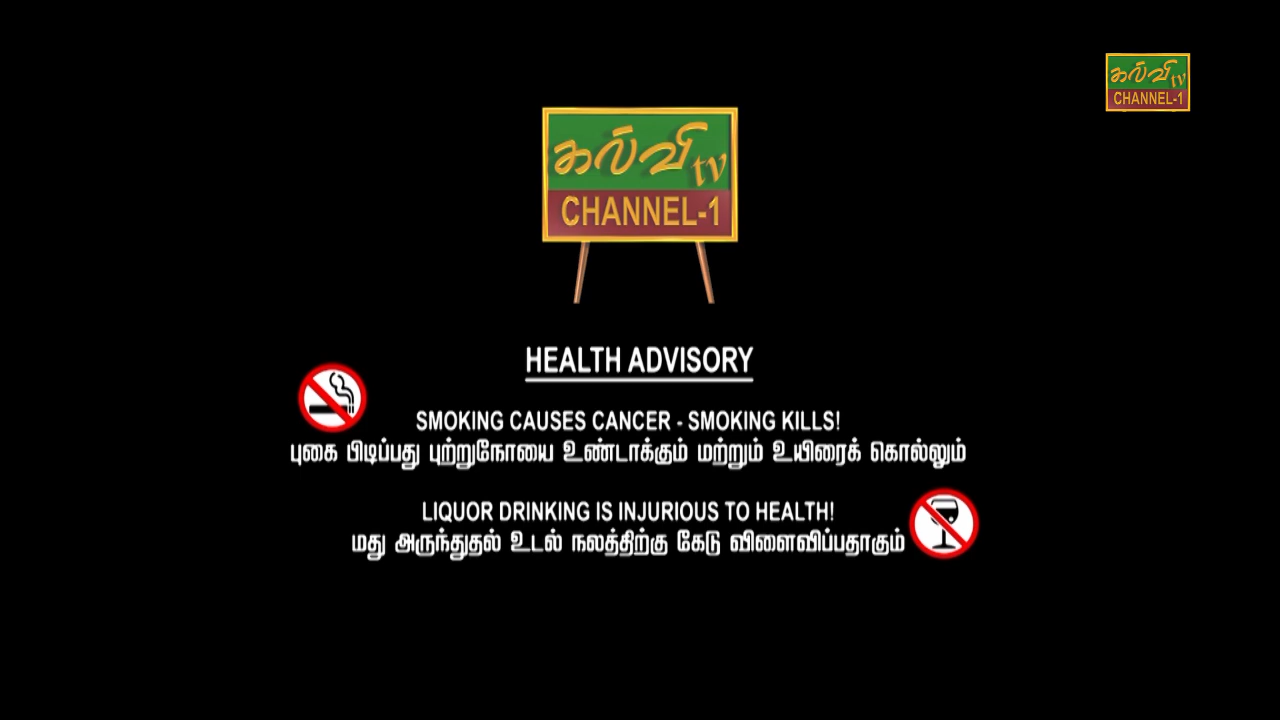 கல்வி tv
CHANNEL-1
கல்வி tv
CHANNEL-1
HEALTH ADVISORY
SMOKING CAUSES CANCER - SMOKING KILLS!
புகை பிடிப்பது புற்றுநோயை உண்டாக்கும் மற்றும் உயிரைக் கொல்லும்
LIQUOR DRINKING IS INJURIOUS TO HEALTH!
மது அருந்துதல் உடல் நலத்திற்கு கேடு விளைவிப்பதாகும்